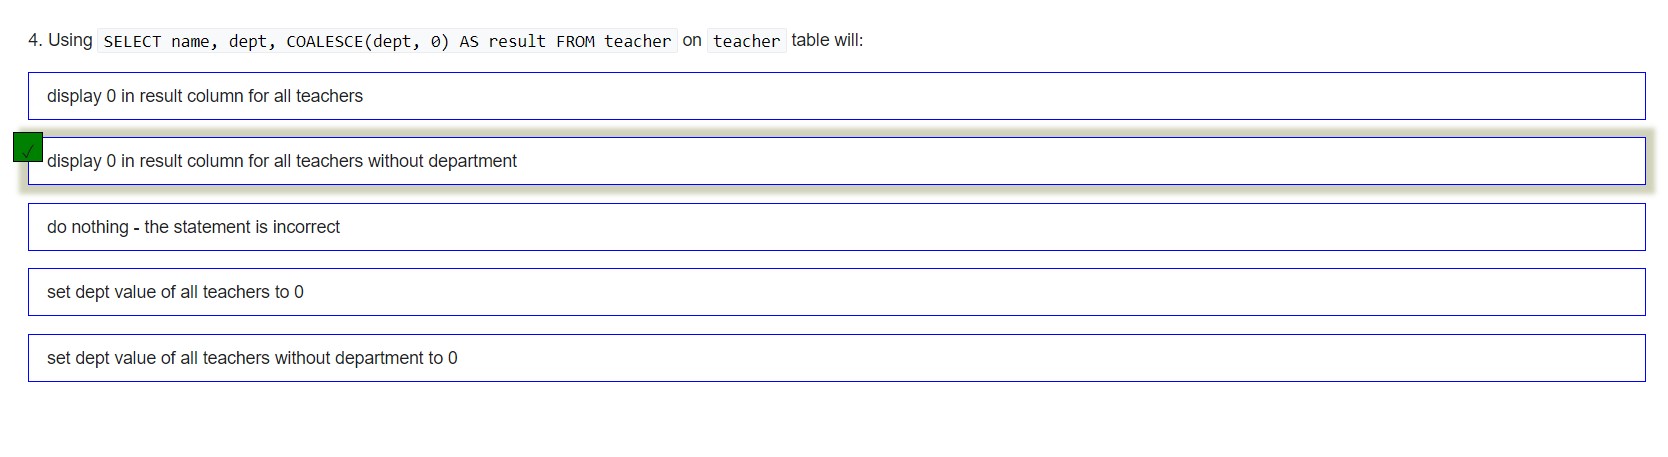 4. Using SELECT name, dept, COALESCE(dept, 0) AS result FROM teacher on teacher table will:
display 0 in result column for all teachers
✓
display 0 in result column for all teachers without department
do nothing - the statement is incorrect
set dept value of all teachers to 0
set dept value of all teachers without department to 0